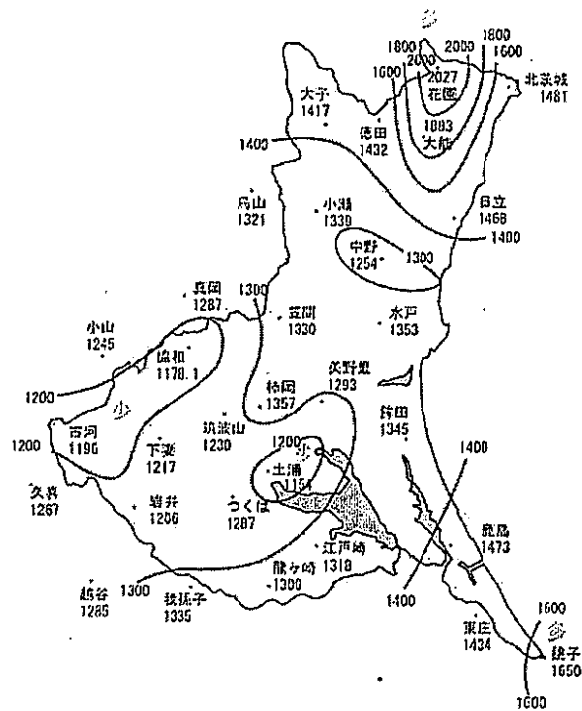 多
1800
2000
1800
1600
1600
2000
2027
花園
北茨城
1481
大子
1417
徳田
1432
1883
大能
1400
烏山
1321
小瀬
1339
日立
1468
1400
中野
1254
1300
真岡
1287
1300
笠間
1330
水戸
1353
小山
1245
協和
1178.1
1200
少
柿岡
1357
美野里
1293
鉾田
1345
古河
1196
1200
下妻
1217
筑波山
1230
1200
少
土浦
1400
久喜
1267
岩井
1206
つくば
1287
鹿島
1473
江戸崎
1318
龍ヶ崎
1300
1300
越谷
1285
我孫子
1335
1400
東庄
1434
1600
多
銚子
1650
1600